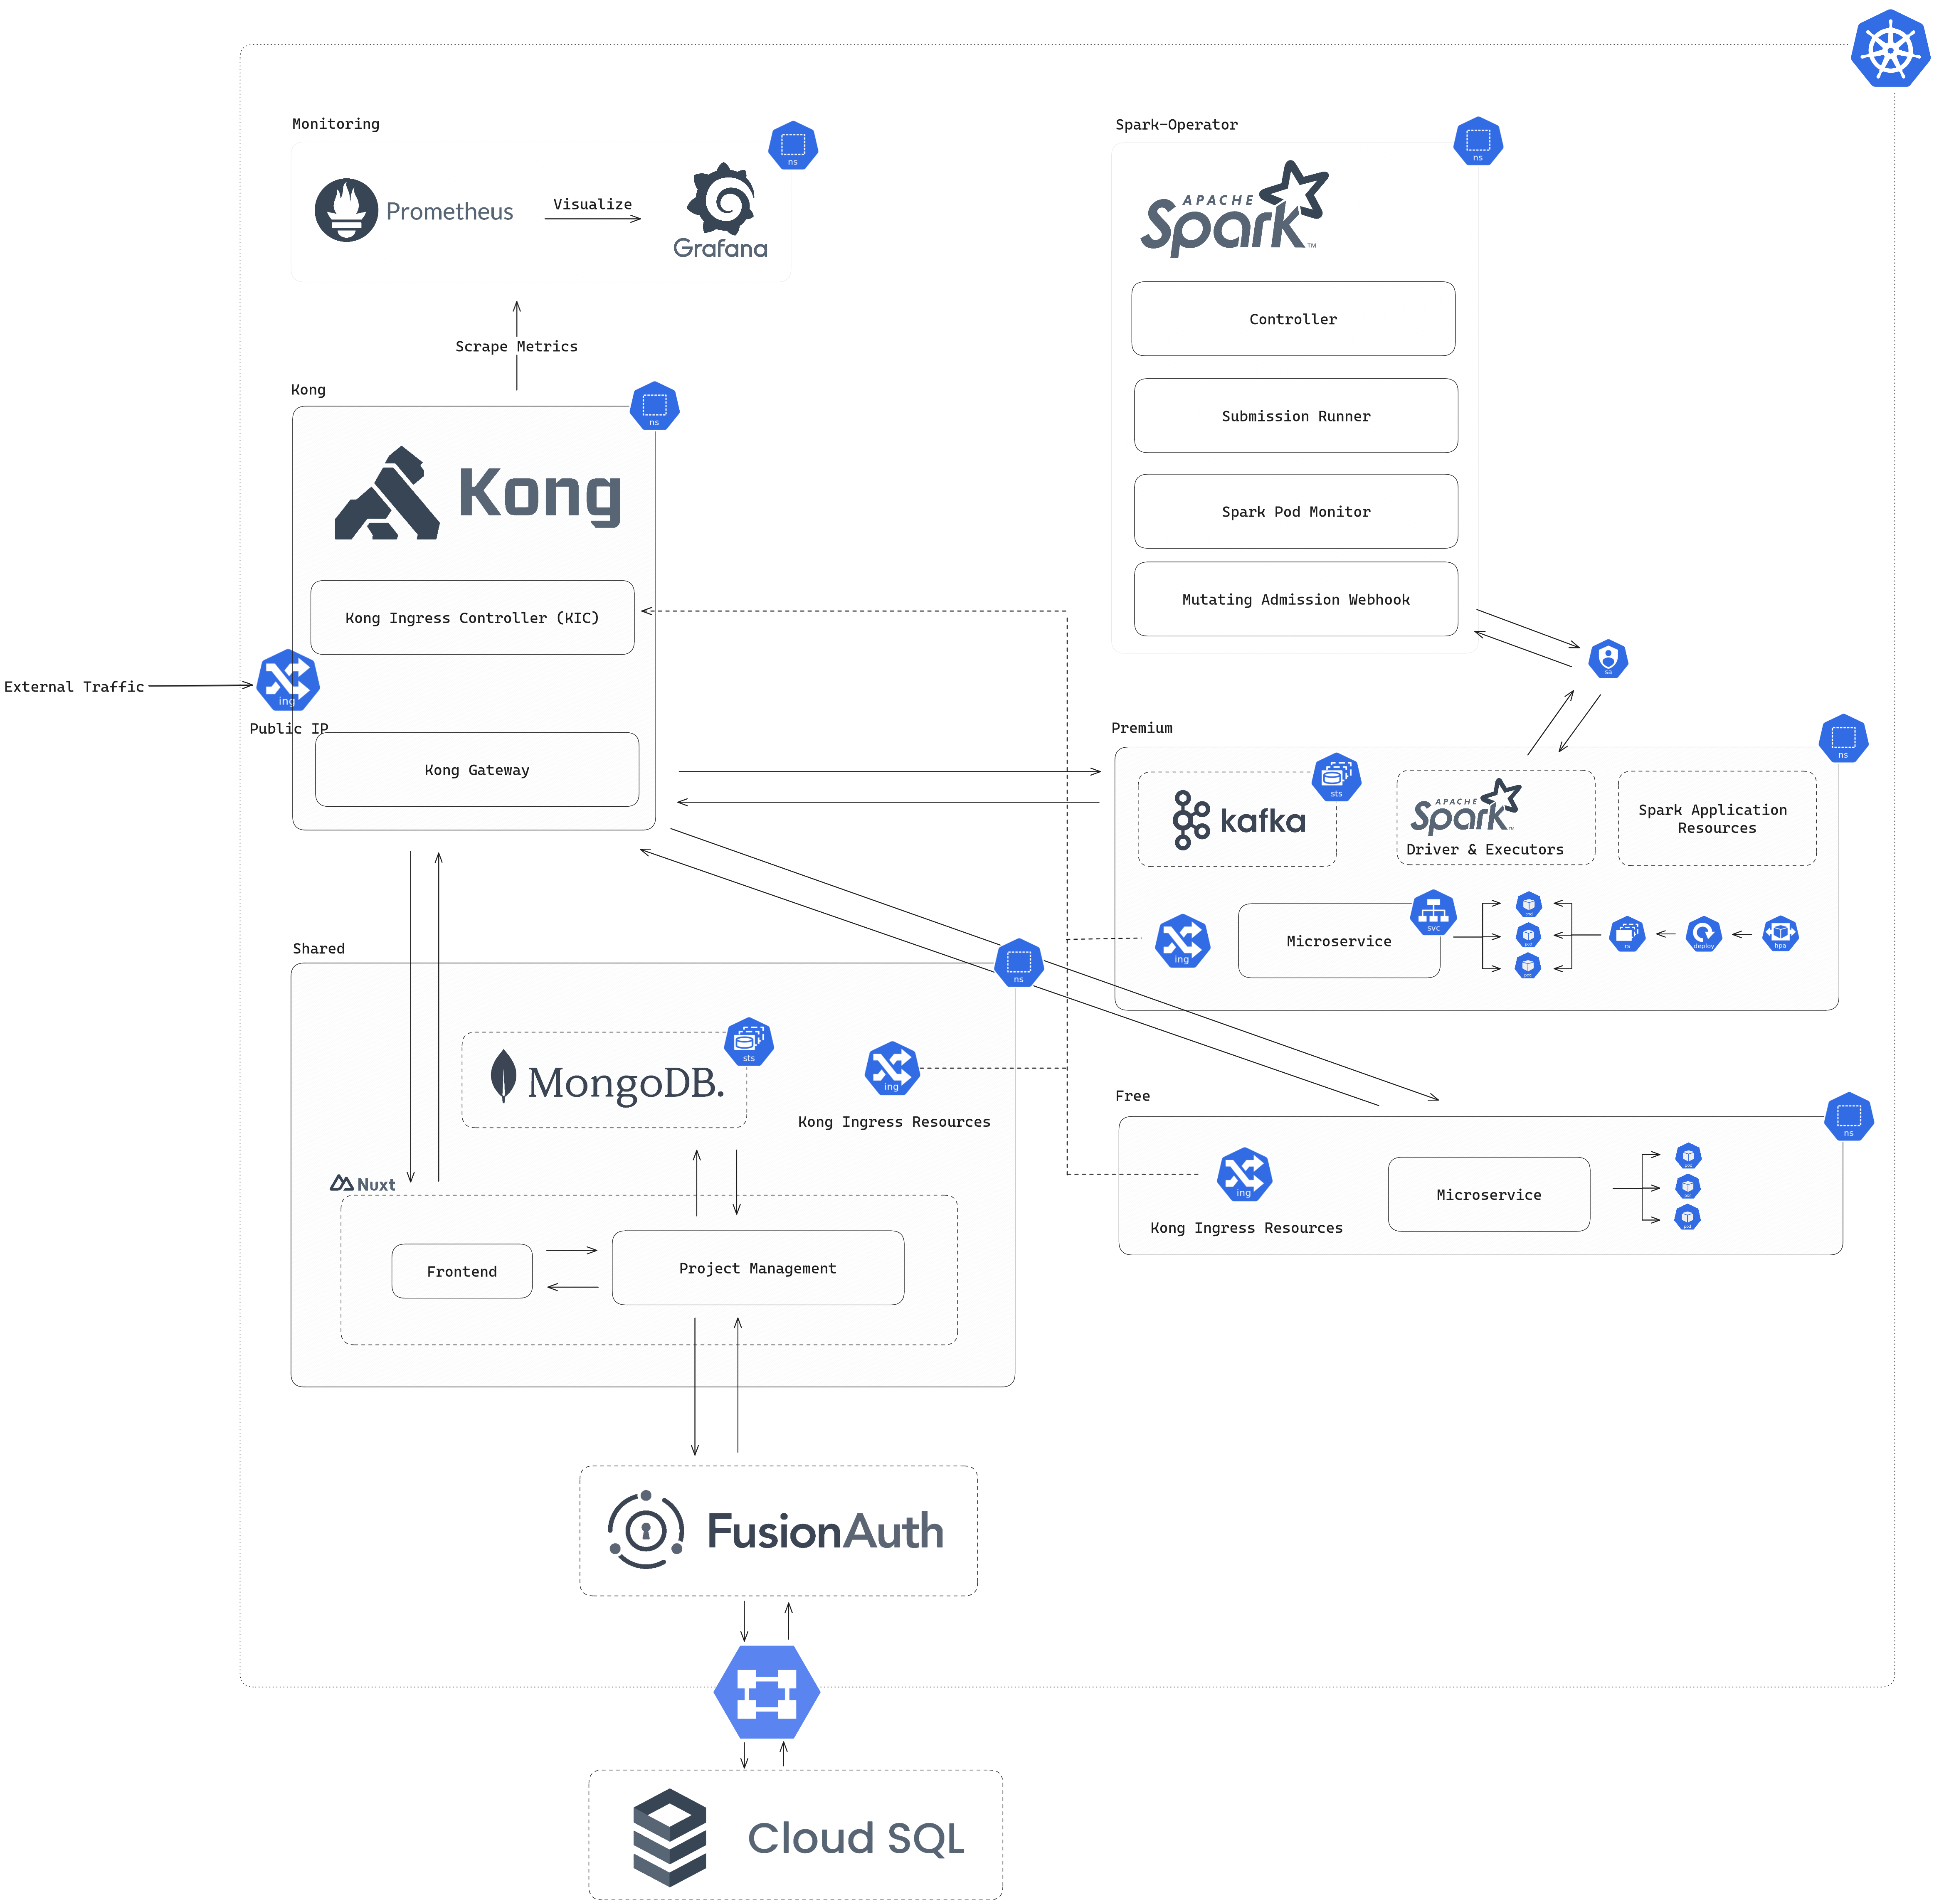 Monitoring
ns
Prometheus
Visualize
Grafana
Scrape Metrics
Kong
ns
Kong
Kong Ingress Controller (KIC)
External Traffic
ing
Public IP
Kong Gateway
Spark-Operator
ns
APACHE
Spark
TM
Controller
Submission Runner
Spark Pod Monitor
Mutating Admission Webhook
sa
Premium
ns
kafka
sts
APACHE
Spark
TM
Driver & Executors
Spark Application
Resources
ing
Microservice
svc
pod
pod
pod
rs
deploy
hpa
Shared
ns
MongoDB.
sts
ing
Kong Ingress Resources
Nuxt
Frontend
Project Management
Free
ns
ing
Kong Ingress Resources
Microservice
pod
pod
pod
FusionAuth
Cloud SQL